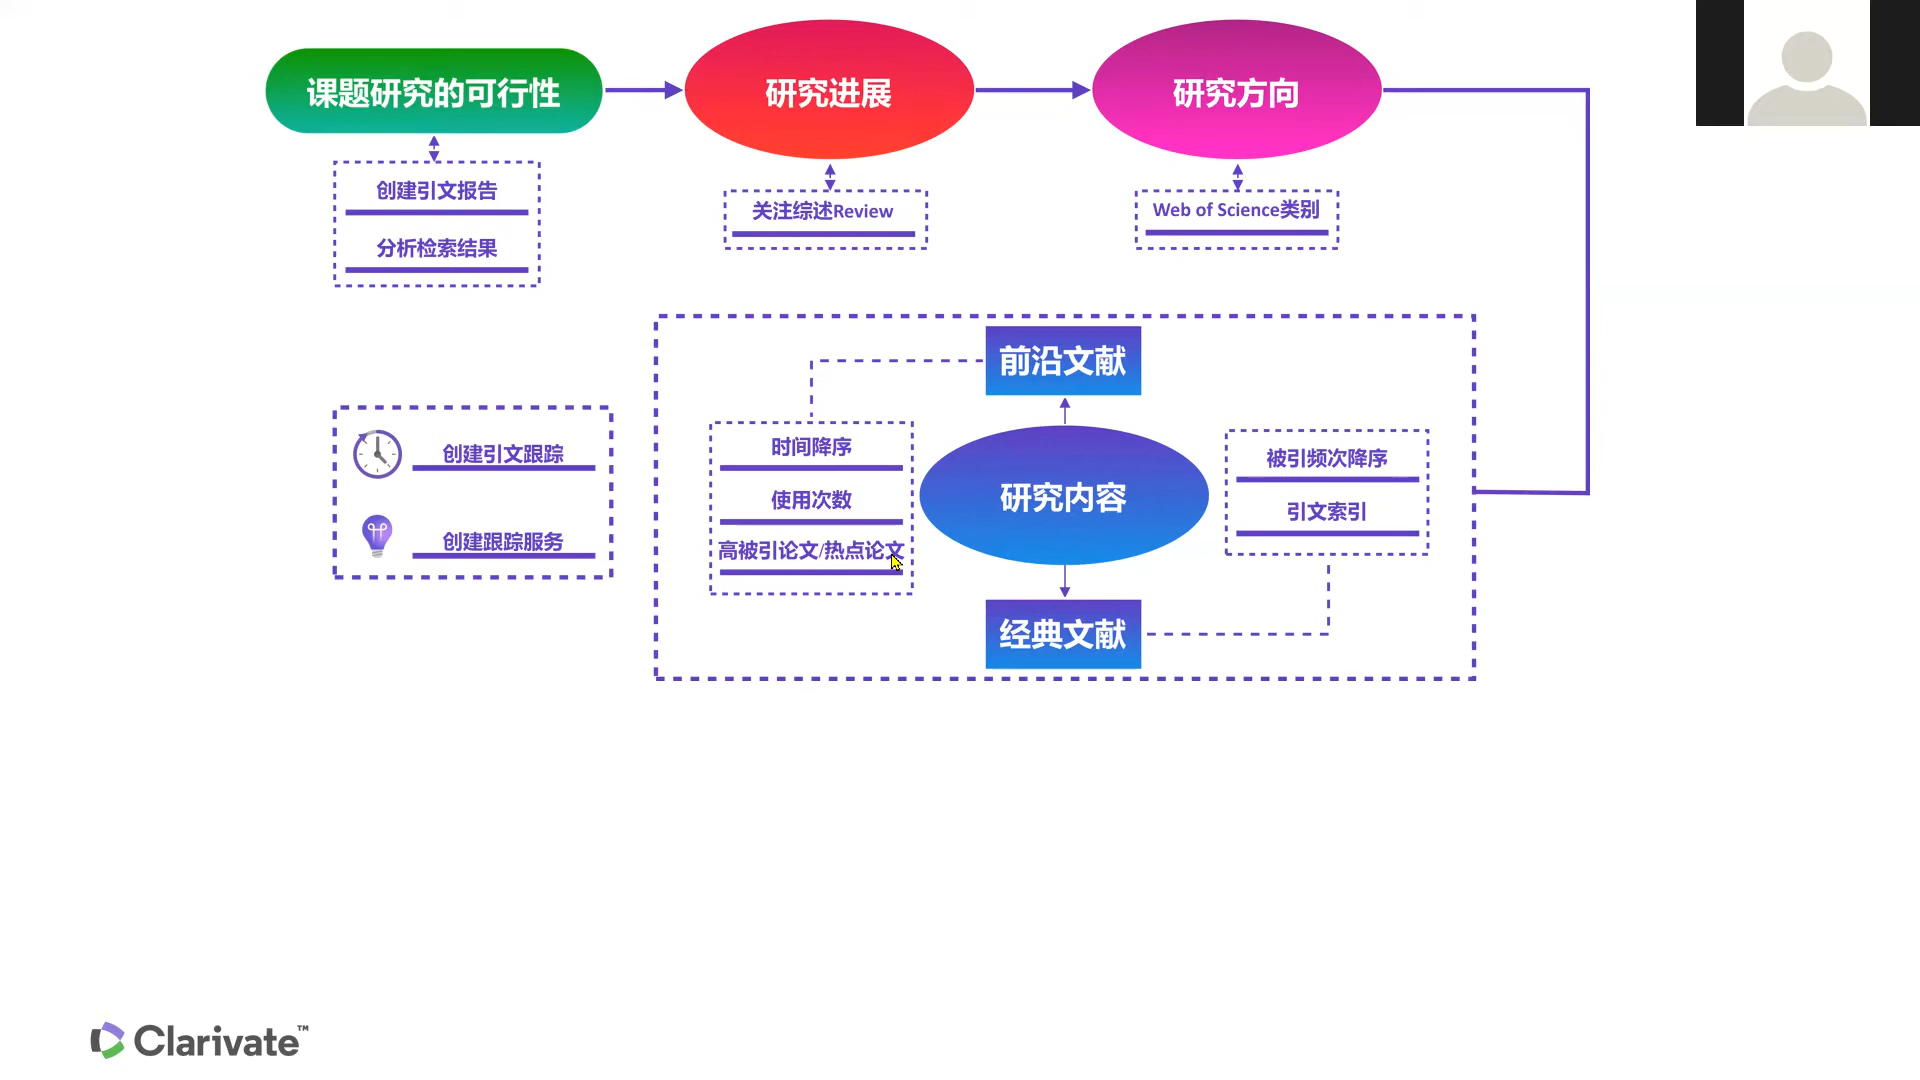 课题研究的可行性
研究进展
研究方向
创建引文报告
分析检索结果
关注综述Review
Web of Science类别
前沿文献
时间降序
使用次数
高被引论文/热点论文
研究内容
被引频次降序
引文索引
经典文献
创建引文跟踪
创建跟踪服务
Clarivate™